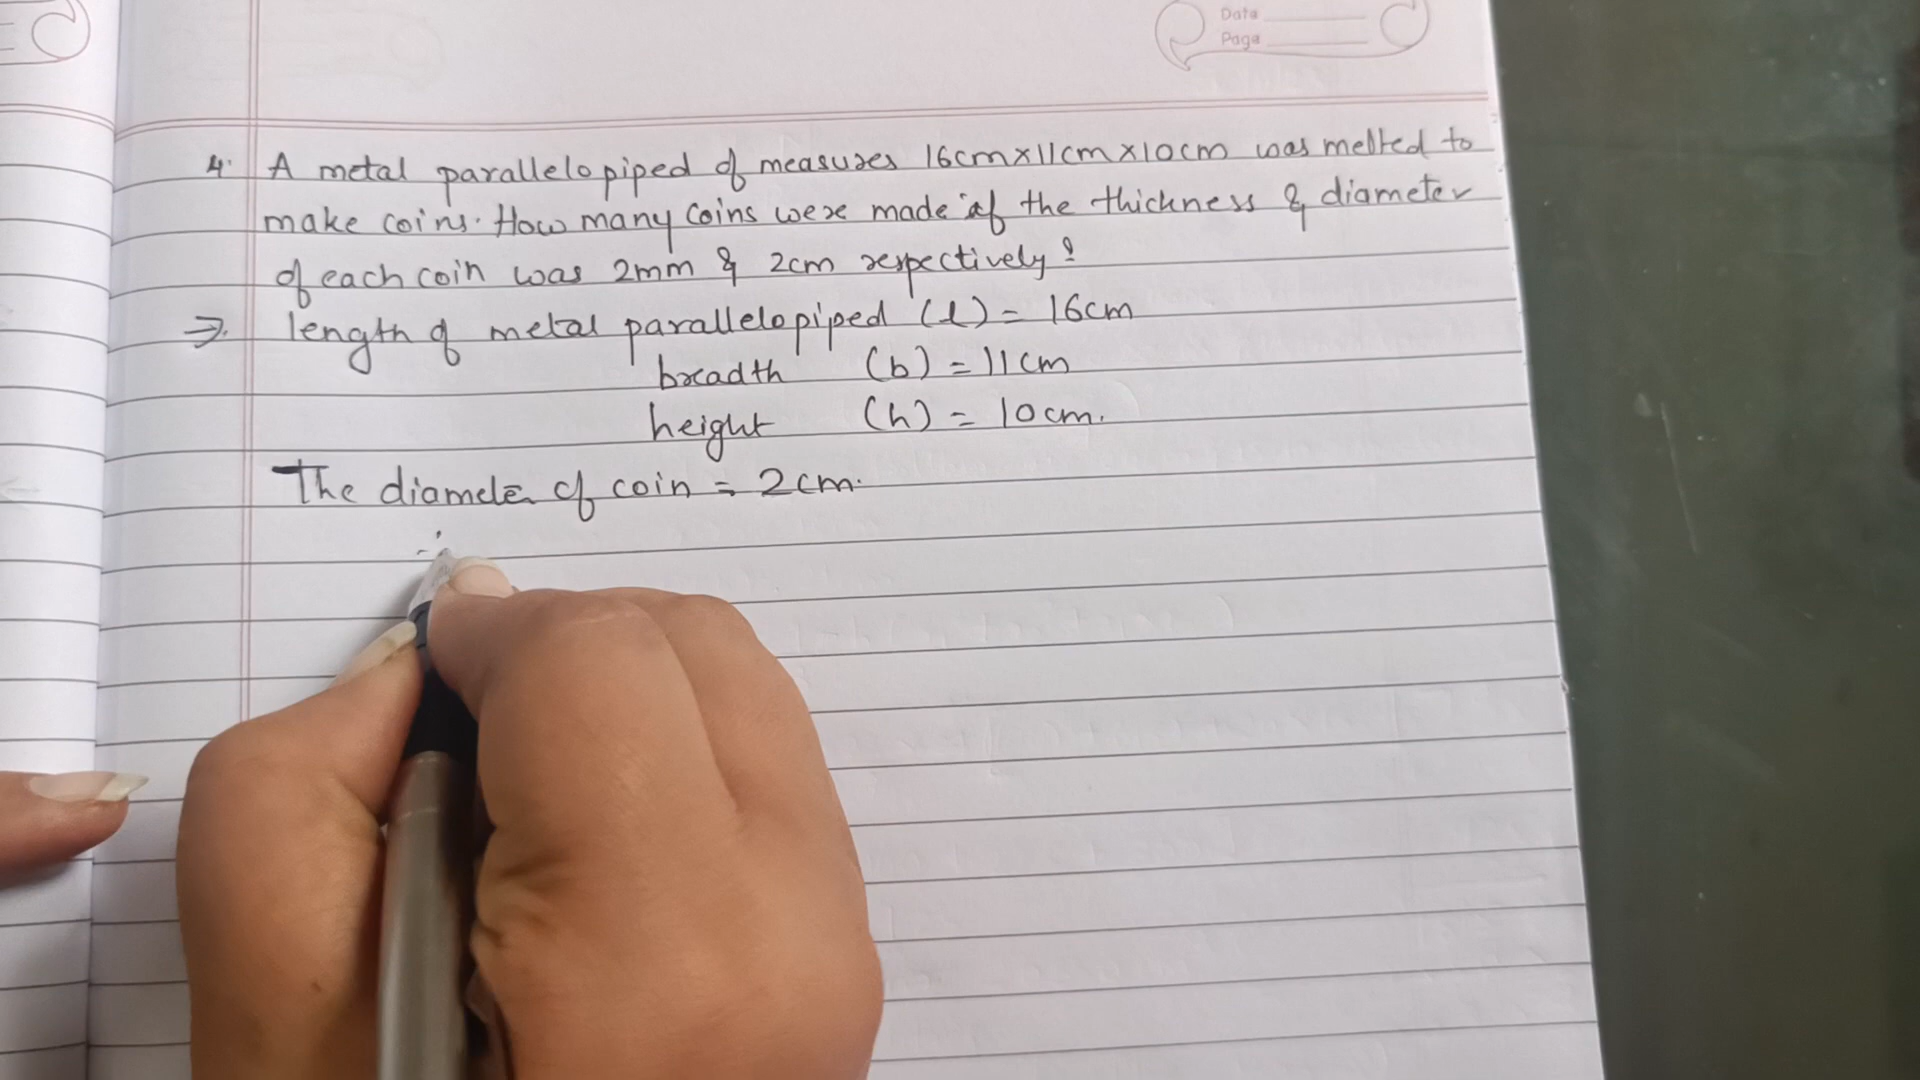 Data
Page
4. A metal parallelopiped of measures 16cm×11cm×10cm was melted to
make coins. How many coins were made if the thickness & diameter
of each coin was 2mm & 2cm respectively?
⇒. length of metal parallelopiped (l) = 16cm
breadth (b) = 11cm
height (h) = 10cm.
The diameter of coin = 2cm.